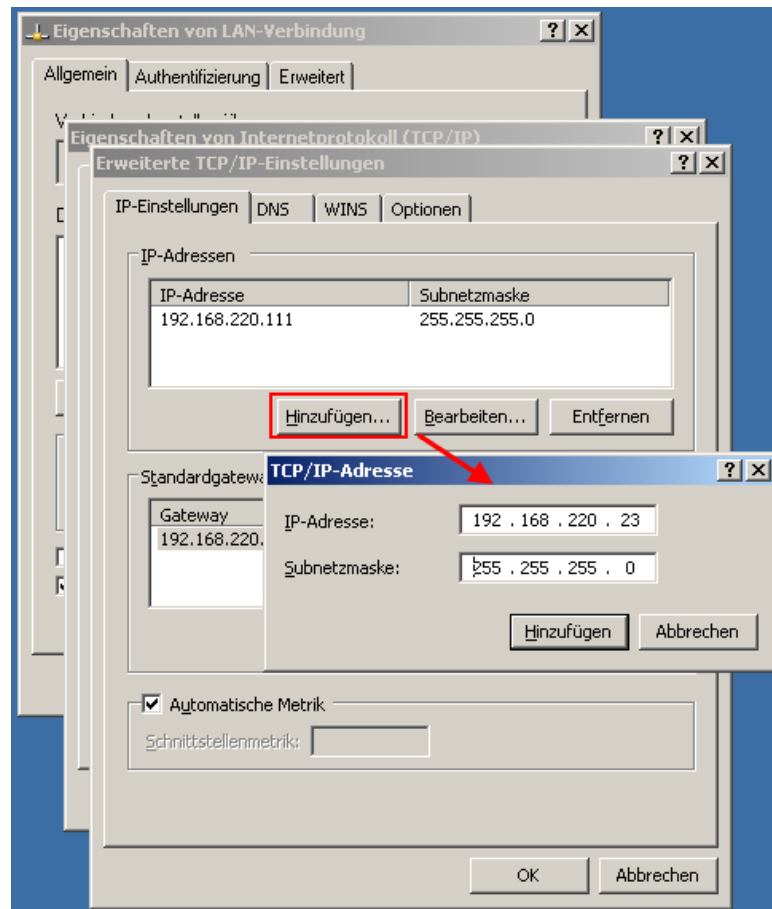 Eigenschaften von LAN-Verbindung
Allgemein Authentifizierung Erweitert
Eigenschaften von Internetprotokoll (TCP/IP)
Erweiterte TCP/IP-Einstellungen
IP-Einstellungen DNS WINS Optionen
IP-Adressen
IP-Adresse Subnetzmaske
192.168.220.111 255.255.255.0
Hinzufügen... Bearbeiten... Entfernen
TCP/IP-Adresse
Gateway
192.168.220.
IP-Adresse: 192 . 168 . 220 . 23
Subnetzmaske: 255 . 255 . 255 . 0
Hinzufügen Abbrechen
Automatische Metrik
Schnittstellenmetrik:
OK Abbrechen